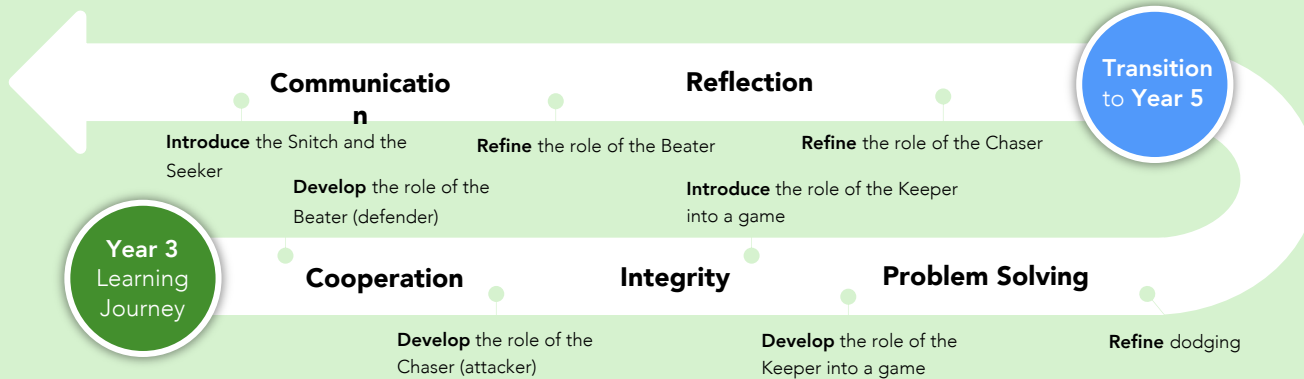 Communicatio
n
Reflection
Transition
to Year 5
Introduce the Snitch and the
Seeker
Refine the role of the Beater
Refine the role of the Chaser
Develop the role of the
Beater (defender)
Introduce the role of the Keeper
into a game
Year 3
Learning
Journey
Cooperation
Integrity
Problem Solving
Develop the role of the
Chaser (attacker)
Develop the role of the
Keeper into a game
Refine dodging